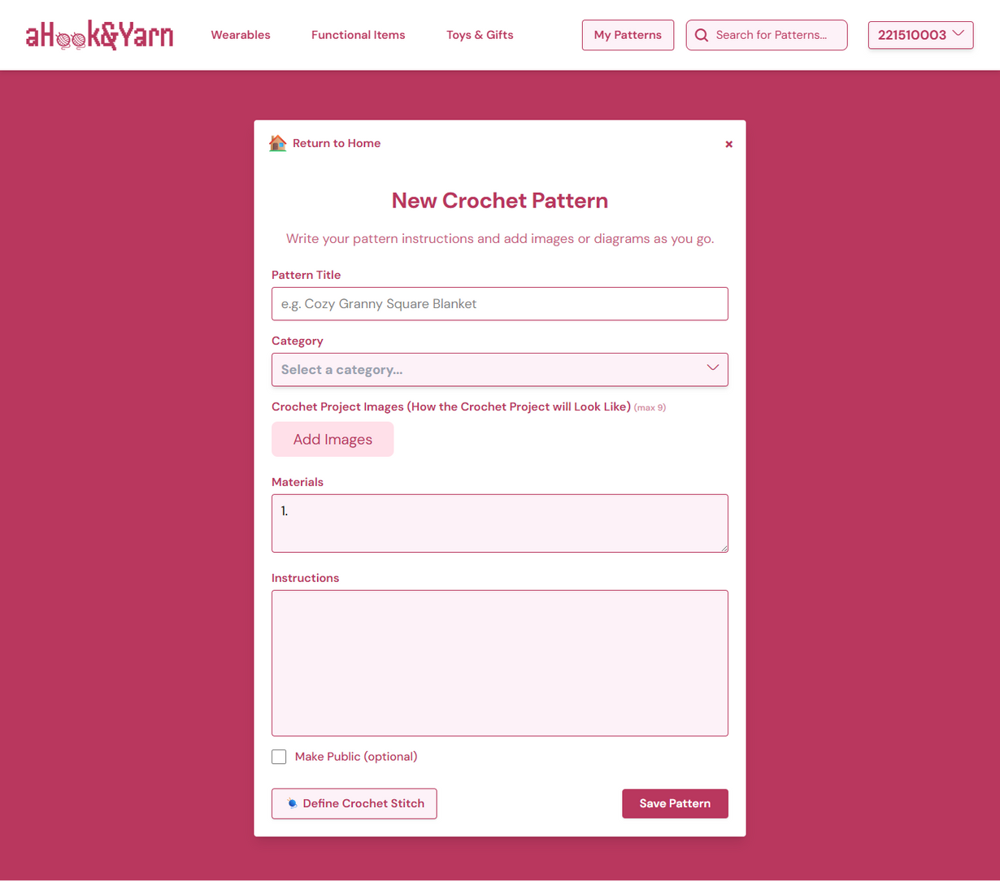 aHook&Yarn Wearables Functional Items Toys & Gifts My Patterns Search for Patterns... 221510003
Return to Home ×
New Crochet Pattern
Write your pattern instructions and add images or diagrams as you go.
Pattern Title
e.g. Cozy Granny Square Blanket
Category
Select a category...
Crochet Project Images (How the Crochet Project will Look Like) (max 9)
Add Images
Materials
1.
Instructions
Make Public (optional)
Define Crochet Stitch Save Pattern